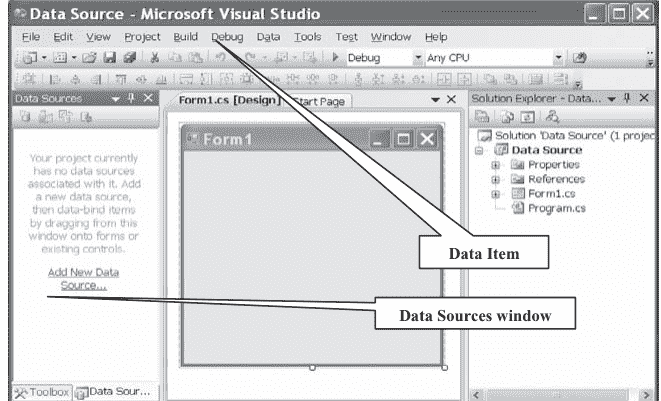 Data Source - Microsoft Visual Studio
File Edit View Project Build Debug Data Tools Test Window Help
Debug Any CPU
Data Sources
Form1.cs [Design] Start Page
Solution Explorer - Data...
Your project currently
has no data sources
associated with it. Add
a new data source,
then data-bind items
by dragging from this
window onto forms or
existing controls.
Add New Data
Source...
Form1
Solution 'Data Source' (1 projec
Data Source
Properties
References
Form1.cs
Program.cs
Data Item
Data Sources window
Toolbox Data Sour...